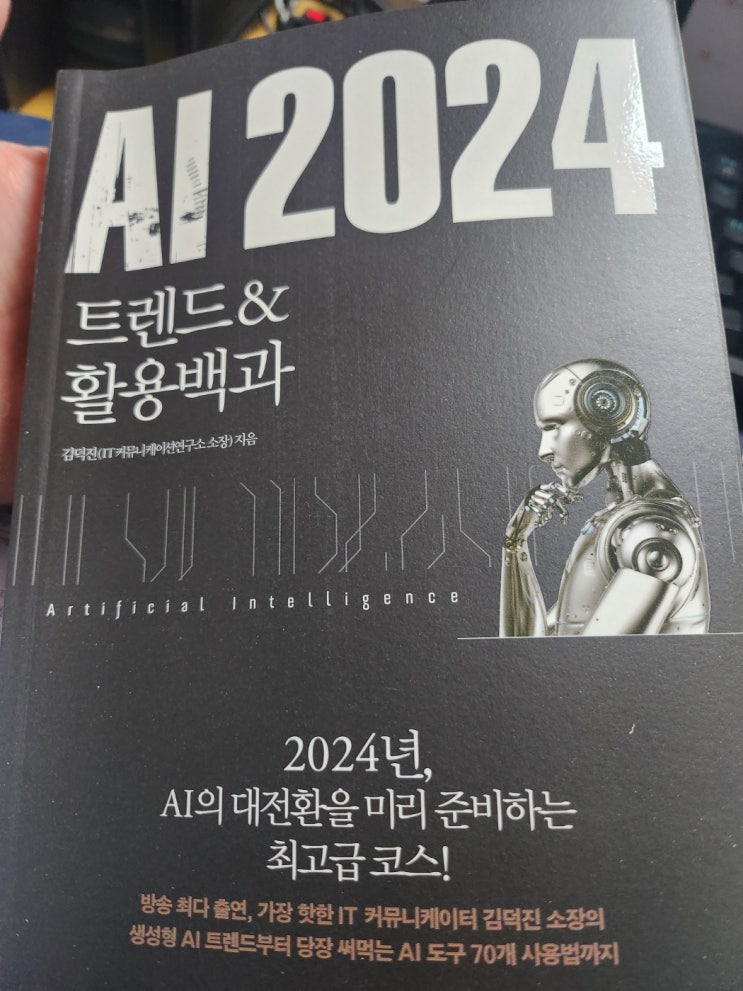 AI 2024
트렌드&
활용백과
김덕진(IT커뮤니케이션연구소 소장) 지음
Artificial Intelligence
2024년,
AI의 대전환을 미리 준비하는
최고급 코스!
방송 최다 출연, 가장 핫한 IT 커뮤니케이터 김덕진 소장의
생성형 AI 트렌드부터 당장 써먹는 AI 도구 70개 사용법까지